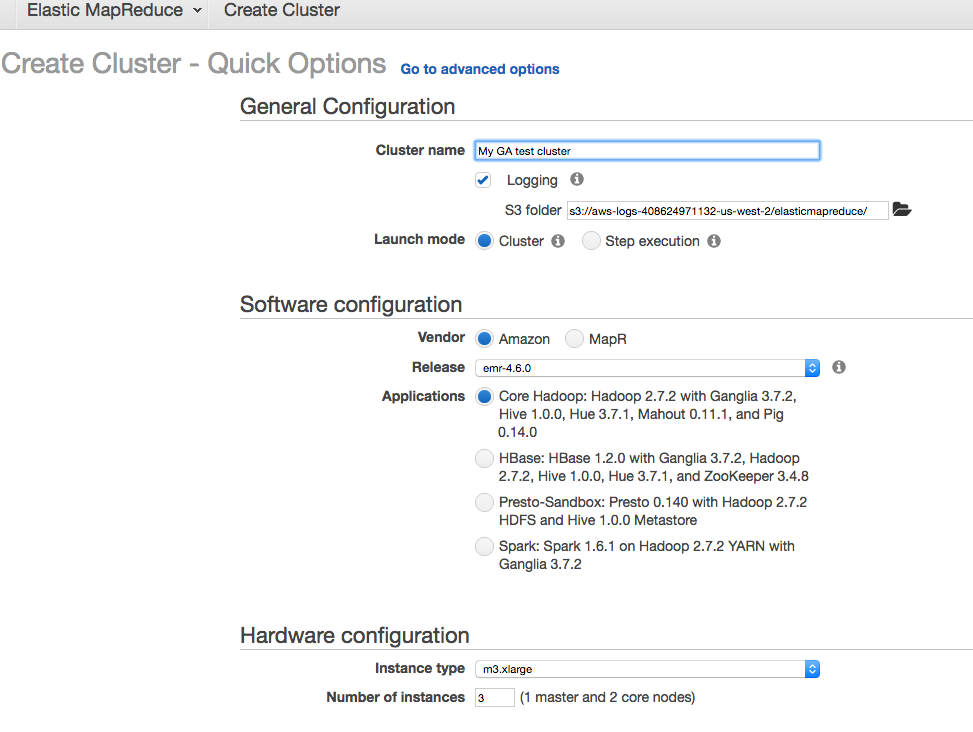 Elastic MapReduce Create Cluster
Create Cluster - Quick Options Go to advanced options
General Configuration
Cluster name My GA test cluster
Logging
S3 folder s3://aws-logs-408624971132-us-west-2/elasticmapreduce/
Launch mode Cluster Step execution
Software configuration
Vendor Amazon MapR
Release emr-4.6.0
Applications Core Hadoop: Hadoop 2.7.2 with Ganglia 3.7.2,
Hive 1.0.0, Hue 3.7.1, Mahout 0.11.1, and Pig
0.14.0
HBase: HBase 1.2.0 with Ganglia 3.7.2, Hadoop
2.7.2, Hive 1.0.0, Hue 3.7.1, and ZooKeeper 3.4.8
Presto-Sandbox: Presto 0.140 with Hadoop 2.7.2
HDFS and Hive 1.0.0 Metastore
Spark: Spark 1.6.1 on Hadoop 2.7.2 YARN with
Ganglia 3.7.2
Hardware configuration
Instance type m3.xlarge
Number of instances 3 (1 master and 2 core nodes)